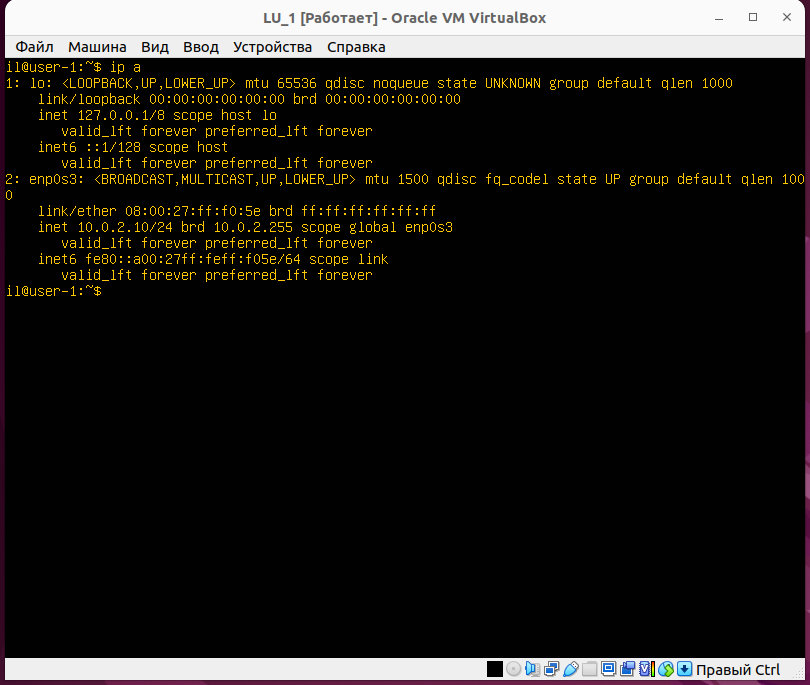 LU_1 [Работает] - Oracle VM VirtualBox
Файл Машина Вид Ввод Устройства Справка
il@user-1:~$ ip a
1: lo: <LOOPBACK,UP,LOWER_UP> mtu 65536 qdisc noqueue state UNKNOWN group default qlen 1000
    link/loopback 00:00:00:00:00:00 brd 00:00:00:00:00:00
    inet 127.0.0.1/8 scope host lo
       valid_lft forever preferred_lft forever
    inet6 ::1/128 scope host
       valid_lft forever preferred_lft forever
2: enp0s3: <BROADCAST,MULTICAST,UP,LOWER_UP> mtu 1500 qdisc fq_codel state UP group default qlen 100
0
    link/ether 08:00:27:ff:f0:5e brd ff:ff:ff:ff:ff:ff
    inet 10.0.2.10/24 brd 10.0.2.255 scope global enp0s3
       valid_lft forever preferred_lft forever
    inet6 fe80::a00:27ff:feff:f05e/64 scope link
       valid_lft forever preferred_lft forever
il@user-1:~$
Правый Ctrl